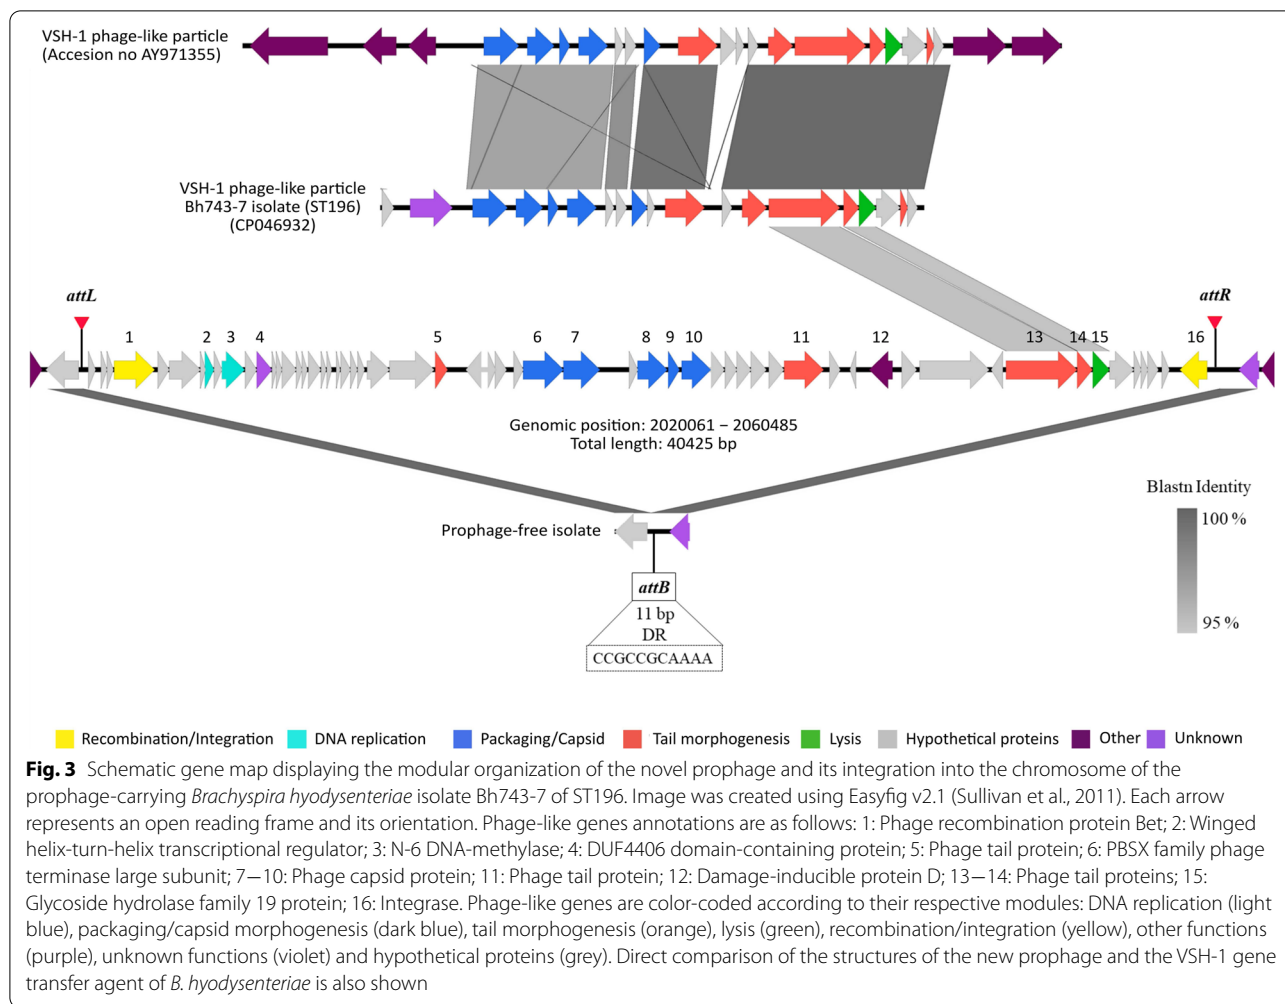 VSH-1 phage-like particle
(Accesion no AY971355)
VSH-1 phage-like particle
Bh743-7 isolate (ST196)
(CP046932)
attL
attR
1 2 3 4 5 6 7 8 9 10 11 12 13 14 15 16
Genomic position: 2020061 – 2060485
Total length: 40425 bp
Blastn Identity
100 %
95 %
Prophage-free isolate
attB
11 bp
DR
CCGCCGCAAAA
Recombination/Integration DNA replication Packaging/Capsid Tail morphogenesis Lysis Hypothetical proteins Other Unknown
Fig. 3 Schematic gene map displaying the modular organization of the novel prophage and its integration into the chromosome of the
prophage-carrying Brachyspira hyodysenteriae isolate Bh743-7 of ST196. Image was created using Easyfig v2.1 (Sullivan et al., 2011). Each arrow
represents an open reading frame and its orientation. Phage-like genes annotations are as follows: 1: Phage recombination protein Bet; 2: Winged
helix-turn-helix transcriptional regulator; 3: N-6 DNA-methylase; 4: DUF4406 domain-containing protein; 5: Phage tail protein; 6: PBSX family phage
terminase large subunit; 7—10: Phage capsid protein; 11: Phage tail protein; 12: Damage-inducible protein D; 13—14: Phage tail proteins; 15:
Glycoside hydrolase family 19 protein; 16: Integrase. Phage-like genes are color-coded according to their respective modules: DNA replication (light
blue), packaging/capsid morphogenesis (dark blue), tail morphogenesis (orange), lysis (green), recombination/integration (yellow), other functions
(purple), unknown functions (violet) and hypothetical proteins (grey). Direct comparison of the structures of the new prophage and the VSH-1 gene
transfer agent of B. hyodysenteriae is also shown